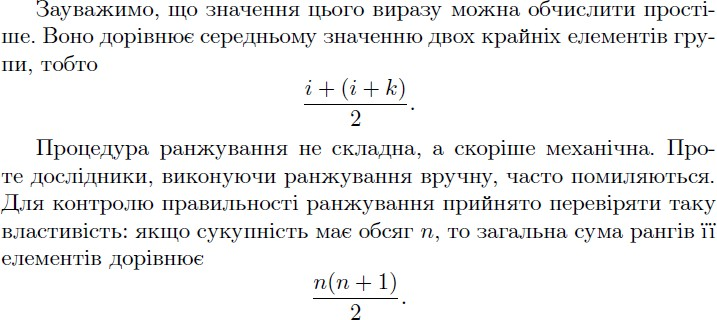 Зауважимо, що значення цього виразу можна обчислити прості-
ше. Воно дорівнює середньому значенню двох крайніх елементів гру-
пи, тобто
\frac{i + (i + k)}{2}.
Процедура ранжування не складна, а скоріше механічна. Про-
те дослідники, виконуючи ранжування вручну, часто помиляються.
Для контролю правильності ранжування прийнято перевіряти таку
властивість: якщо сукупність має обсяг n, то загальна сума рангів її
елементів дорівнює
\frac{n(n + 1)}{2}.